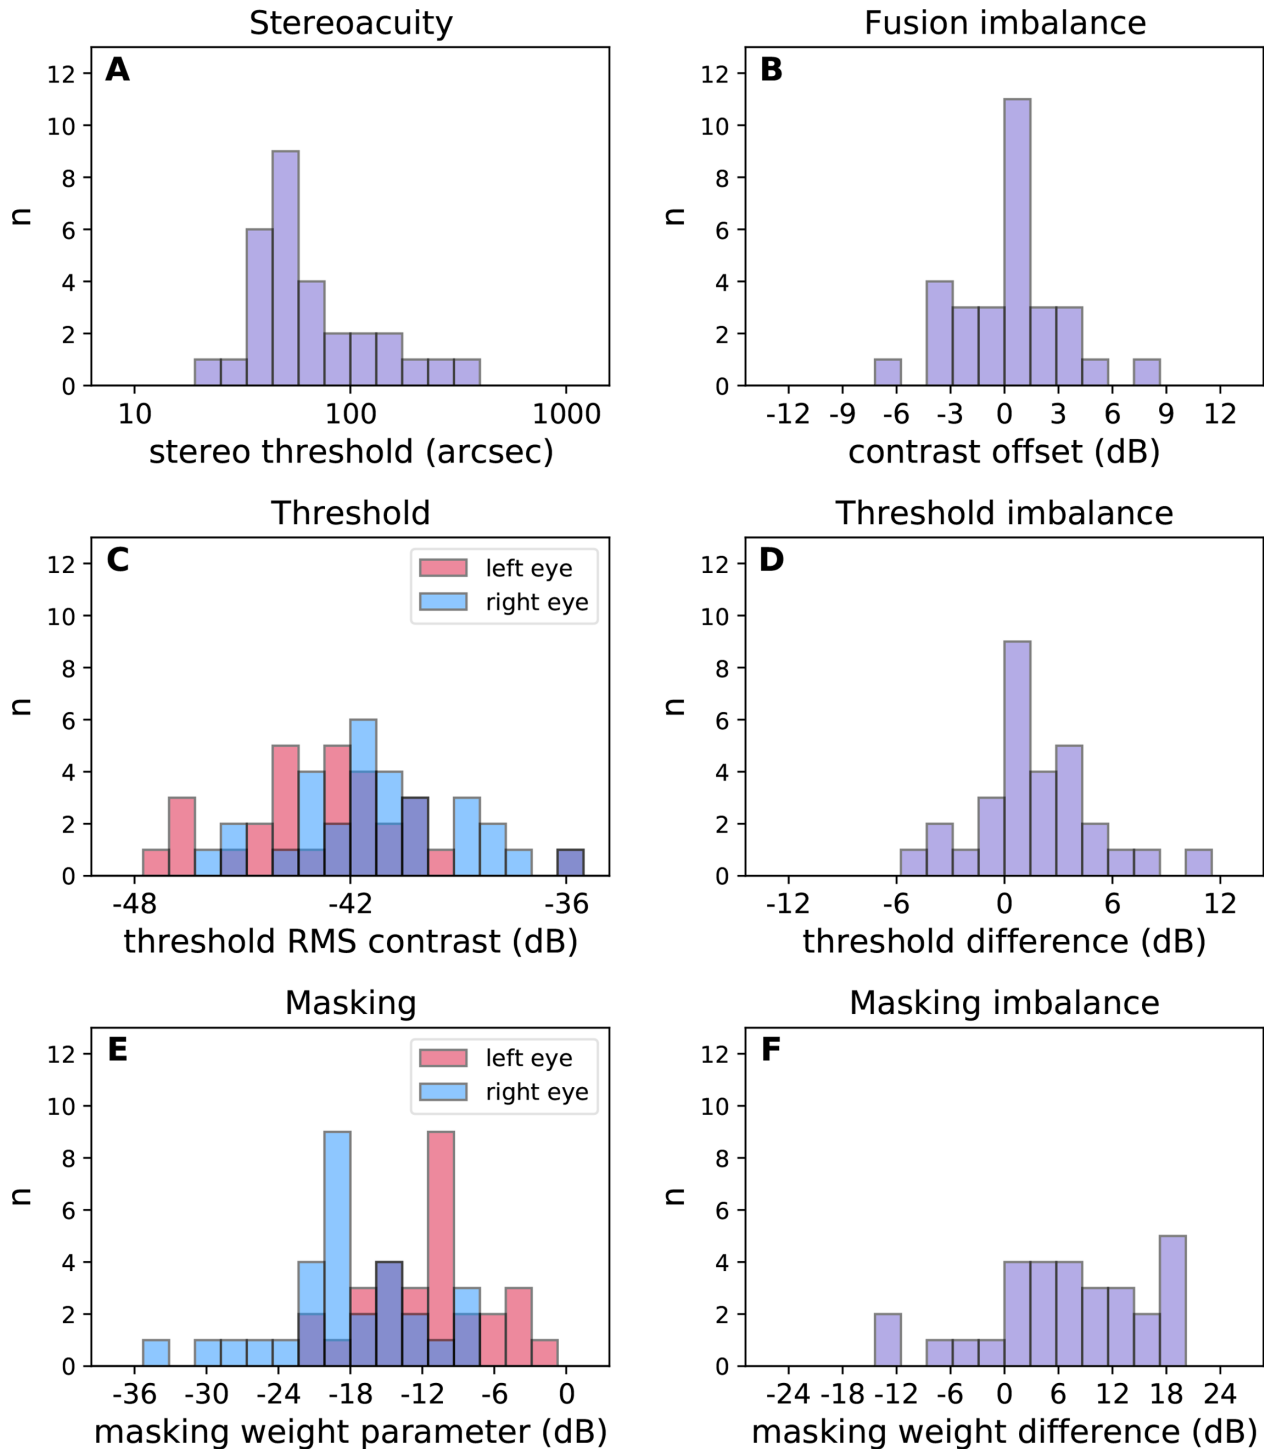 Stereoacuity
A
n
12
10
8
6
4
2
0
10 100 1000
stereo threshold (arcsec)
Fusion imbalance
B
n
12
10
8
6
4
2
0
-12 -9 -6 -3 0 3 6 9 12
contrast offset (dB)
Threshold
C
left eye
right eye
n
12
10
8
6
4
2
0
-48 -42 -36
threshold RMS contrast (dB)
Threshold imbalance
D
n
12
10
8
6
4
2
0
-12 -6 0 6 12
threshold difference (dB)
Masking
E
left eye
right eye
n
12
10
8
6
4
2
0
-36 -30 -24 -18 -12 -6 0
masking weight parameter (dB)
Masking imbalance
F
n
12
10
8
6
4
2
0
-24 -18 -12 -6 0 6 12 18 24
masking weight difference (dB)